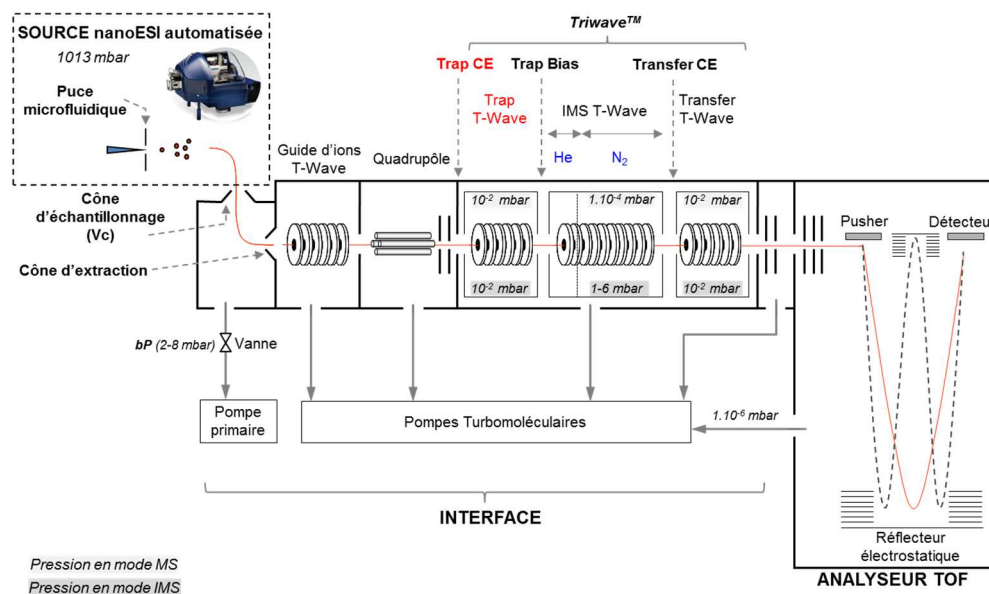 SOURCE nanoESI automatisée
1013 mbar
Puce
microfluidique
Cône
d'échantillonnage
(Vc)
Cône d'extraction
Guide d'ions
T-Wave
Quadrupôle
Triwave™
Trap CE
Trap Bias
Transfer CE
Trap
T-Wave
IMS T-Wave
Transfer
T-Wave
He
N₂
10⁻² mbar
1.10⁻⁴ mbar
10⁻² mbar
10⁻² mbar
1-6 mbar
10⁻² mbar
Pusher
Détecteur
bP (2-8 mbar)
Vanne
Pompe
primaire
Pompes Turbomoléculaires
1.10⁻⁶ mbar
INTERFACE
Réflecteur
électrostatique
ANALYSEUR TOF
Pression en mode MS
Pression en mode IMS